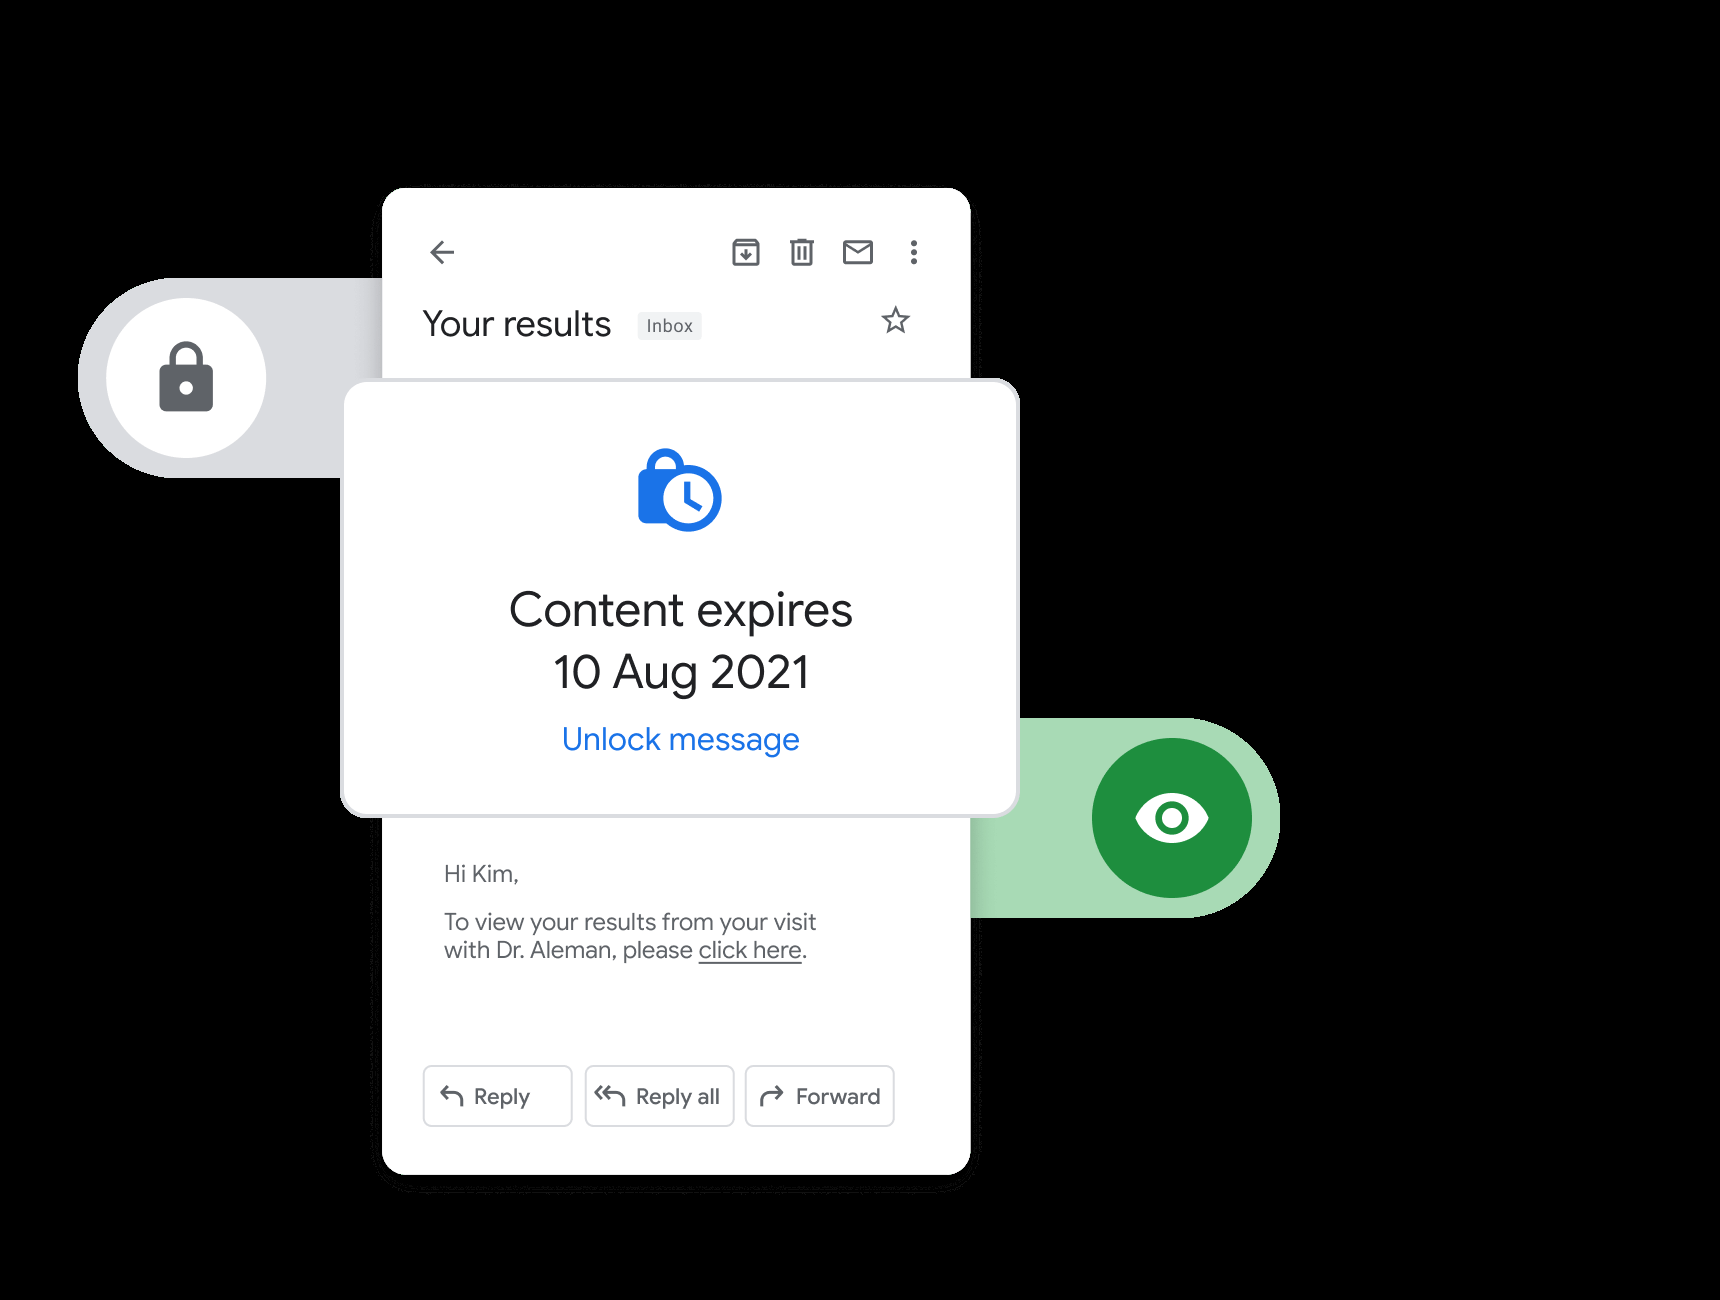 Your results Inbox
Content expires
10 Aug 2021
Unlock message
Hi Kim,
To view your results from your visit
with Dr. Aleman, please click here.
Reply Reply all Forward